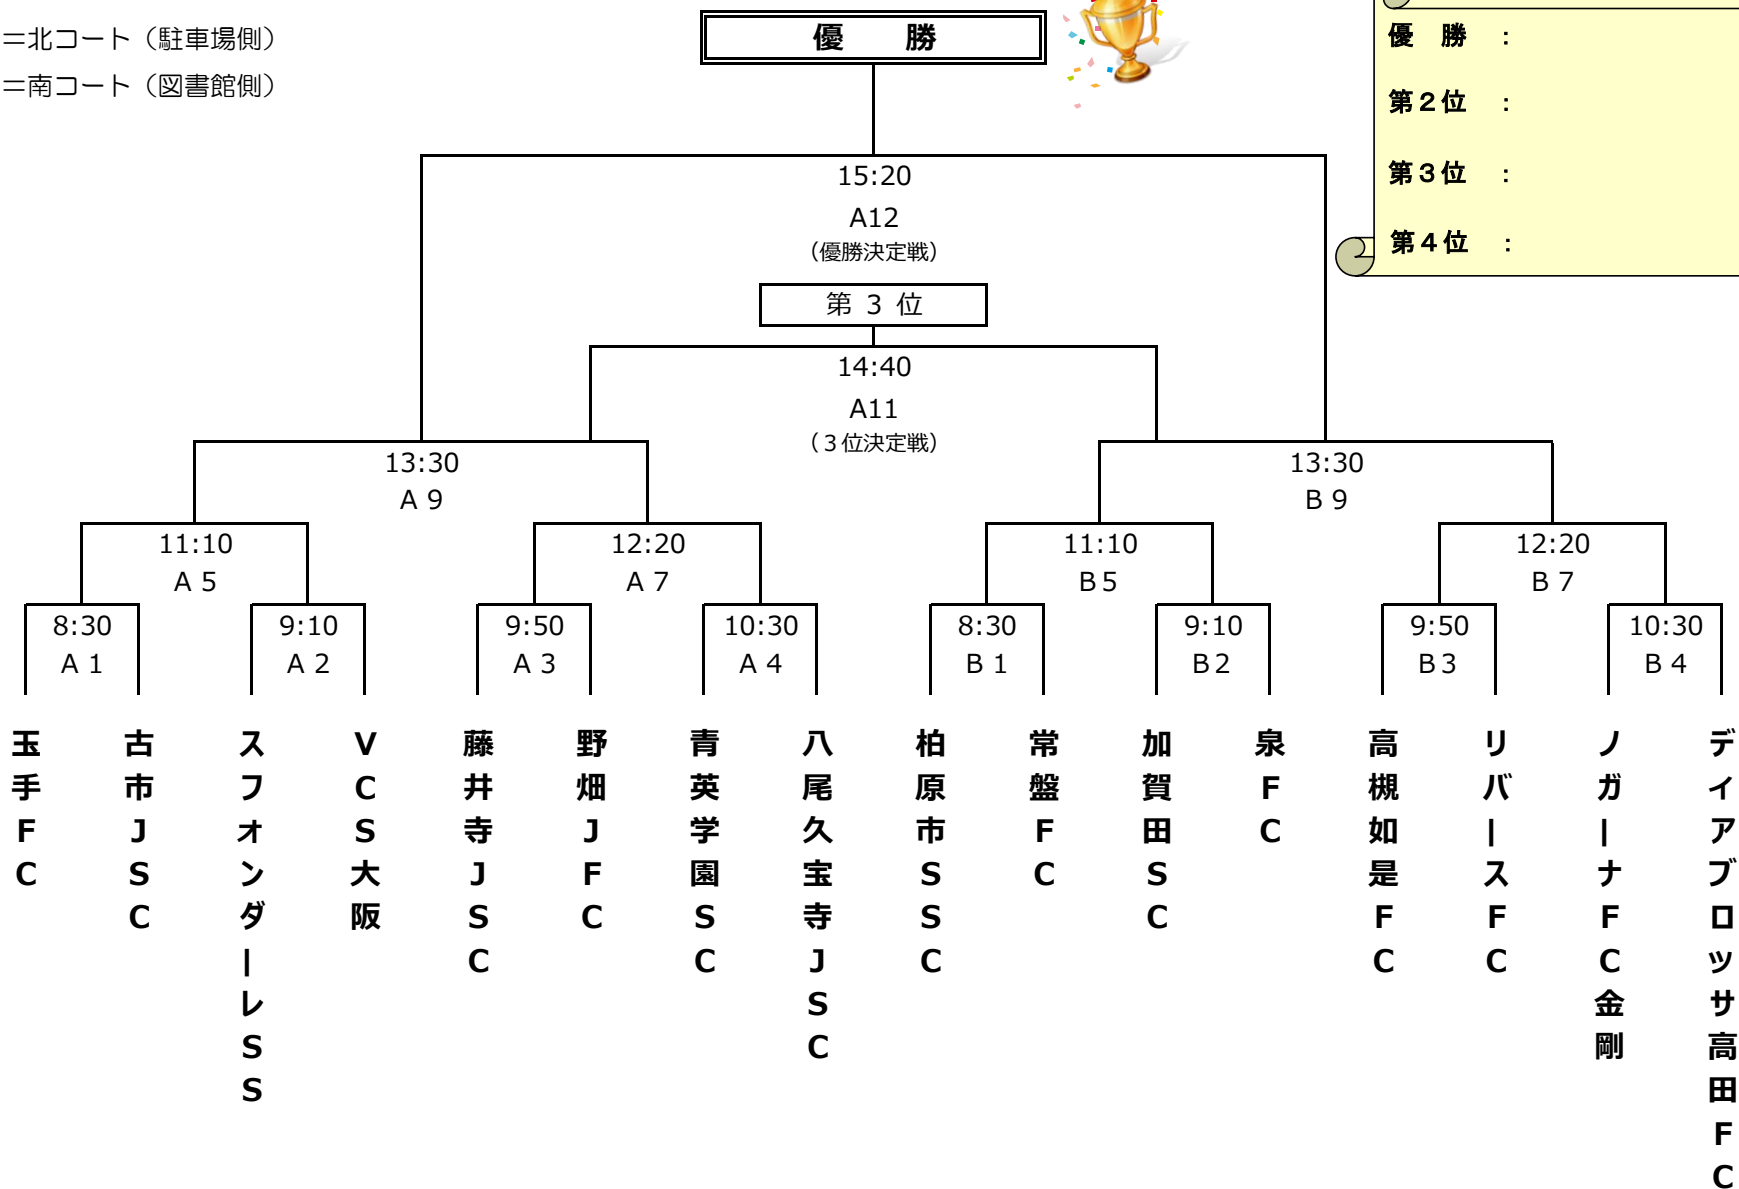 ＝北コート（駐車場側）
＝南コート（図書館側）
優　勝
優　勝　：
第２位　：
第３位　：
第４位　：
15:20
A12
（優勝決定戦）
第 3 位
14:40
A11
（３位決定戦）
13:30
A 9
13:30
B 9
11:10
A 5
12:20
A 7
11:10
B 5
12:20
B 7
8:30
A 1
9:10
A 2
9:50
A 3
10:30
A 4
8:30
B 1
9:10
B 2
9:50
B 3
10:30
B 4
玉手ＦＣ
古市ＪＳＣ
スフォンダーレＳＳ
ＶＣＳ大阪
藤井寺ＪＳＣ
野畑ＪＦＣ
青英学園ＳＣ
八尾久宝寺ＪＳＣ
柏原市ＳＳＣ
常盤ＦＣ
加賀田ＳＣ
泉ＦＣ
高槻如是ＦＣ
リバースＦＣ
ノガーナＦＣ金剛
ディアブロッサ高田ＦＣ